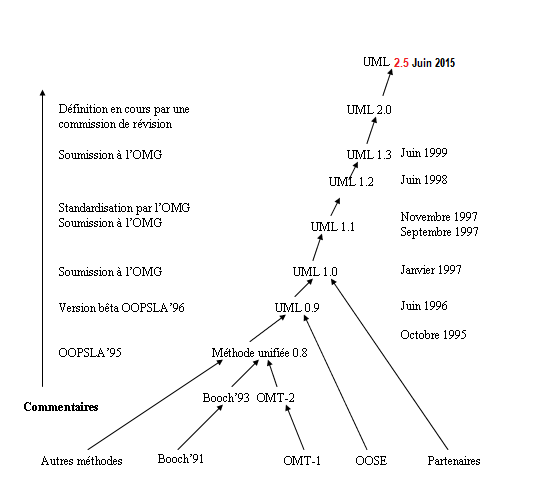 UML 2.5 Juin 2015
Définition en cours par une
commission de révision
UML 2.0
Soumission à l'OMG
UML 1.3
Juin 1999
UML 1.2
Juin 1998
Standardisation par l'OMG
Soumission à l'OMG
UML 1.1
Novembre 1997
Septembre 1997
Soumission à l'OMG
UML 1.0
Janvier 1997
Version bêta OOPSLA'96
UML 0.9
Juin 1996
Octobre 1995
OOPSLA'95
Méthode unifiée 0.8
Commentaires
Booch'93
OMT-2
Autres méthodes
Booch'91
OMT-1
OOSE
Partenaires